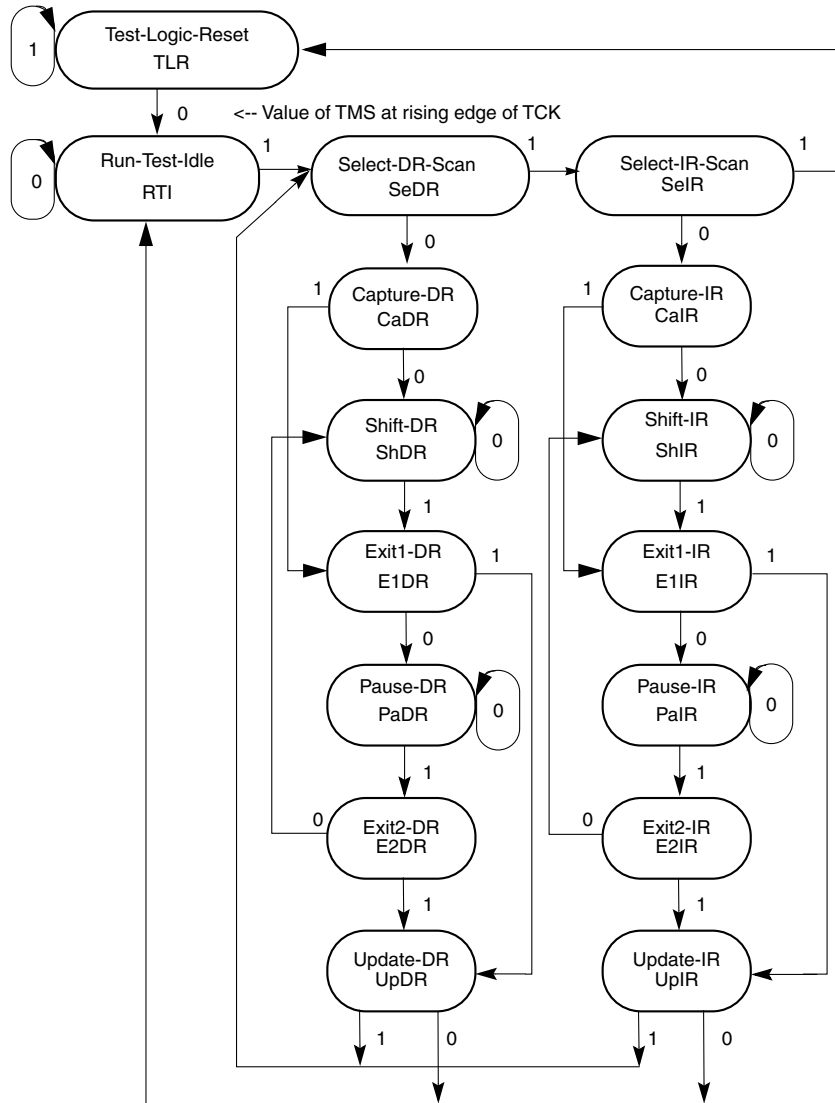 Test-Logic-Reset
TLR
1
0
<-- Value of TMS at rising edge of TCK
Run-Test-Idle
RTI
0
1
Select-DR-Scan
SeDR
1
Select-IR-Scan
SeIR
1
0
0
1
Capture-DR
CaDR
1
Capture-IR
CaIR
0
0
Shift-DR
ShDR
0
Shift-IR
ShIR
0
1
1
Exit1-DR
E1DR
1
Exit1-IR
E1IR
1
0
0
Pause-DR
PaDR
0
Pause-IR
PaIR
0
1
1
0
Exit2-DR
E2DR
0
Exit2-IR
E2IR
1
1
Update-DR
UpDR
Update-IR
UpIR
1
0
1
0